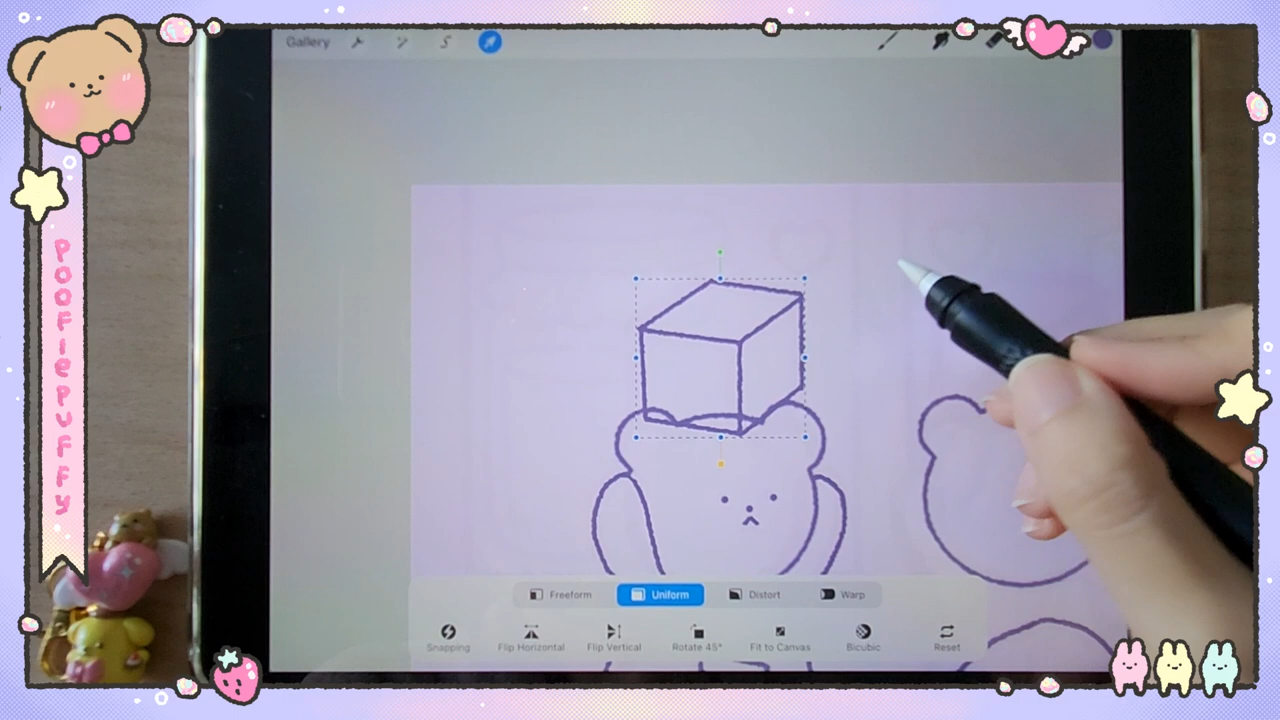 Gallery
POOFIEPUFFY
Freeform
Uniform
Distort
Warp
Snapping
Flip Horizontal
Flip Vertical
Rotate 45°
Fit to Canvas
Bicubic
Reset